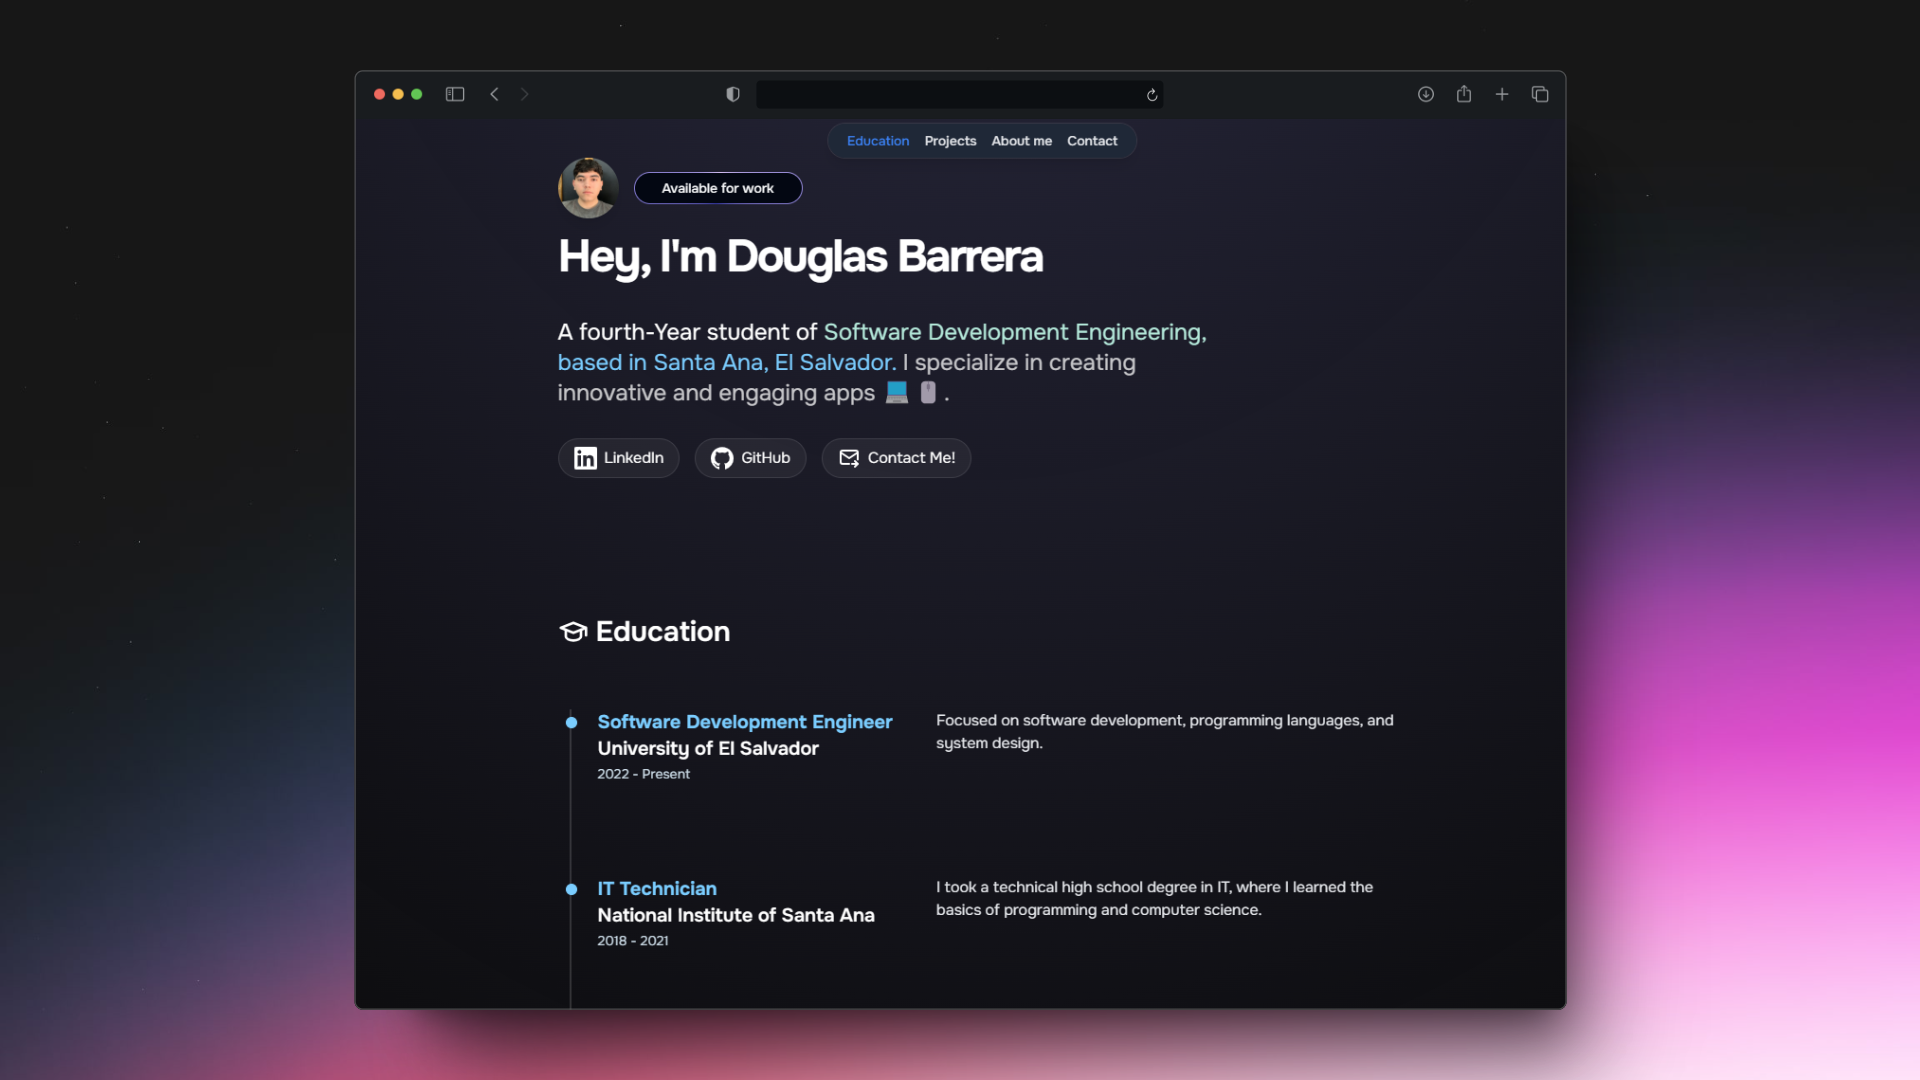 Education Projects About me Contact
Available for work
Hey, I'm Douglas Barrera
A fourth-Year student of Software Development Engineering,
based in Santa Ana, El Salvador. I specialize in creating
innovative and engaging apps 💻 🖱️ .
LinkedIn GitHub Contact Me!
Education
Software Development Engineer
University of El Salvador
2022 - Present
Focused on software development, programming languages, and
system design.
IT Technician
National Institute of Santa Ana
2018 - 2021
I took a technical high school degree in IT, where I learned the
basics of programming and computer science.